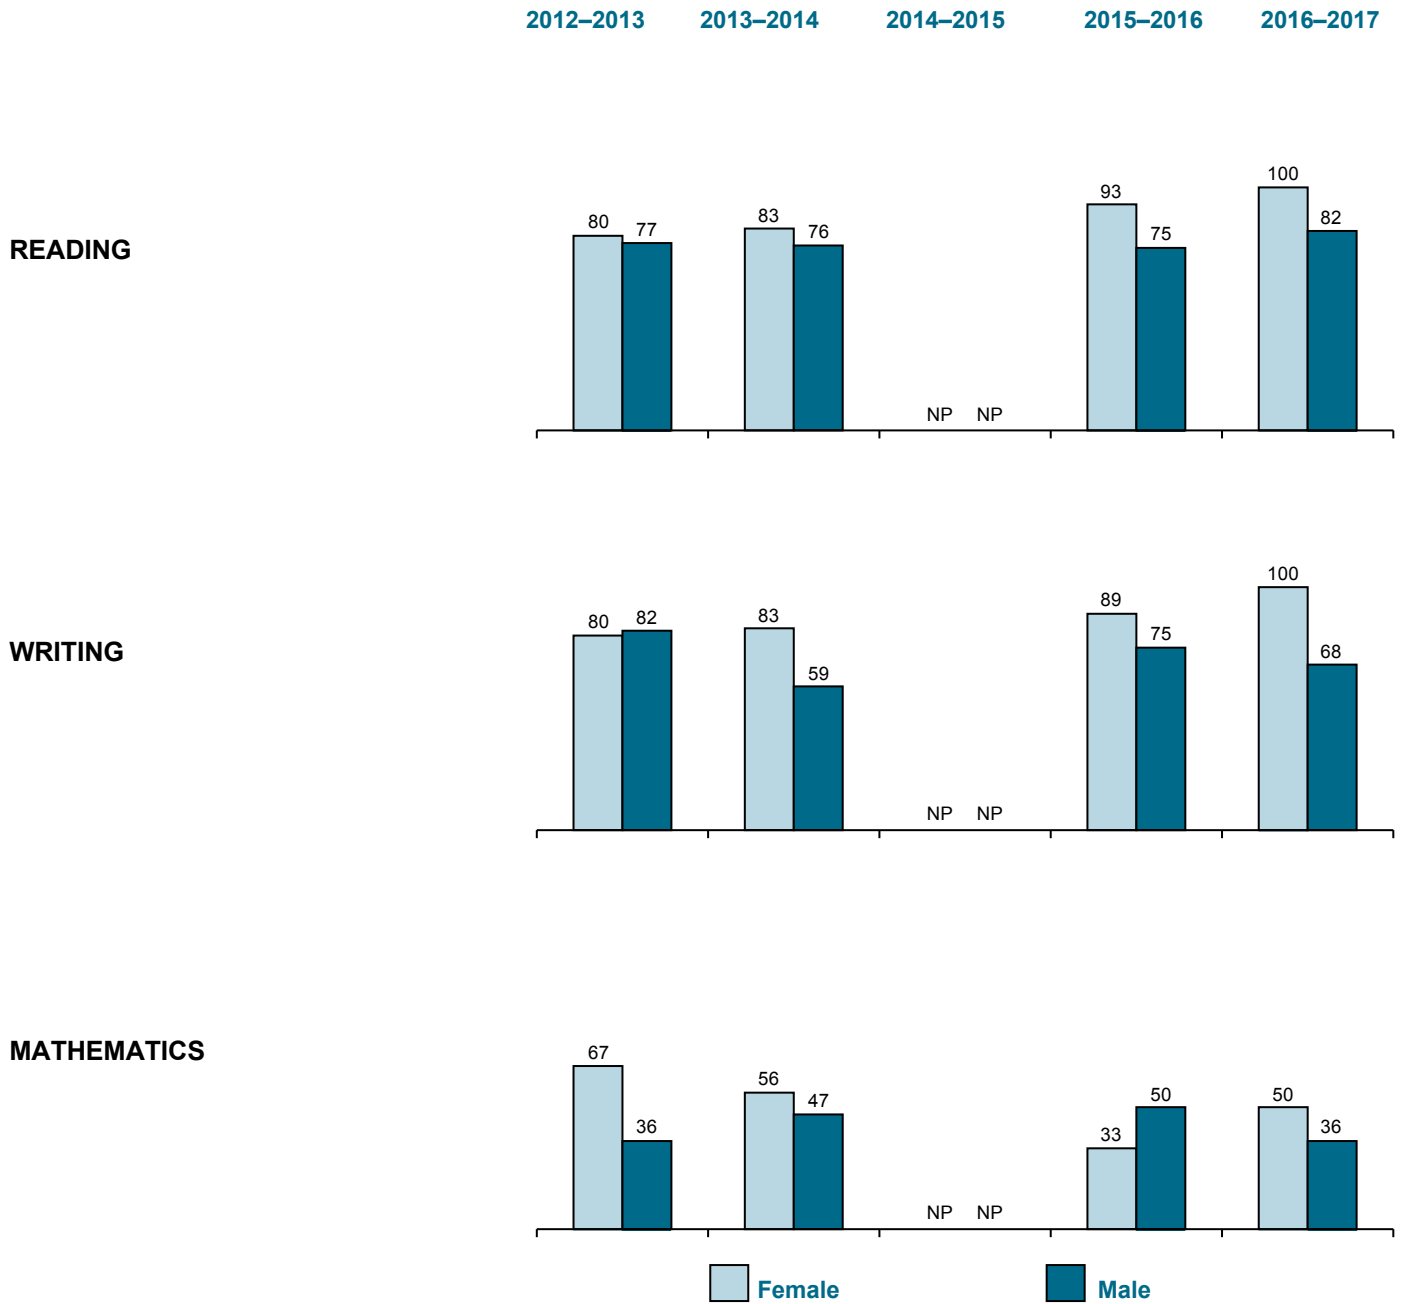 2012–2013 2013–2014 2014–2015 2015–2016 2016–2017
READING
80 77 83 76 NP NP 93 75 100 82
WRITING
80 82 83 59 NP NP 89 75 100 68
MATHEMATICS
67 36 56 47 NP NP 33 50 50 36
Female Male